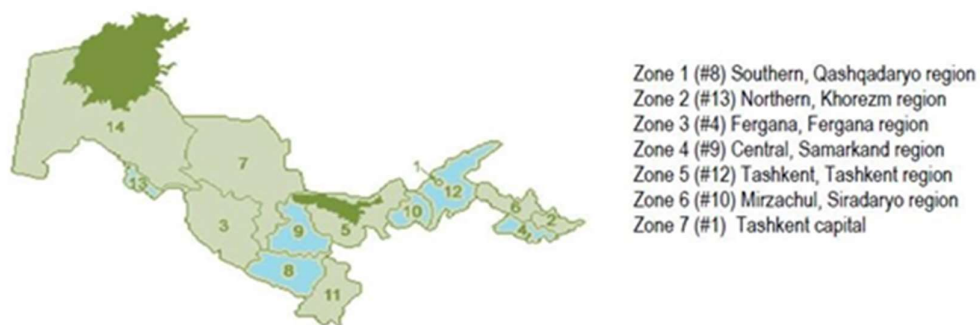 Zone 1 (#8) Southern, Qashqadaryo region
Zone 2 (#13) Northern, Khorezm region
Zone 3 (#4) Fergana, Fergana region
Zone 4 (#9) Central, Samarkand region
Zone 5 (#12) Tashkent, Tashkent region
Zone 6 (#10) Mirzachul, Siradaryo region
Zone 7 (#1) Tashkent capital
14
7
1
13
12
3
9
5
10
6
2
4
8
11